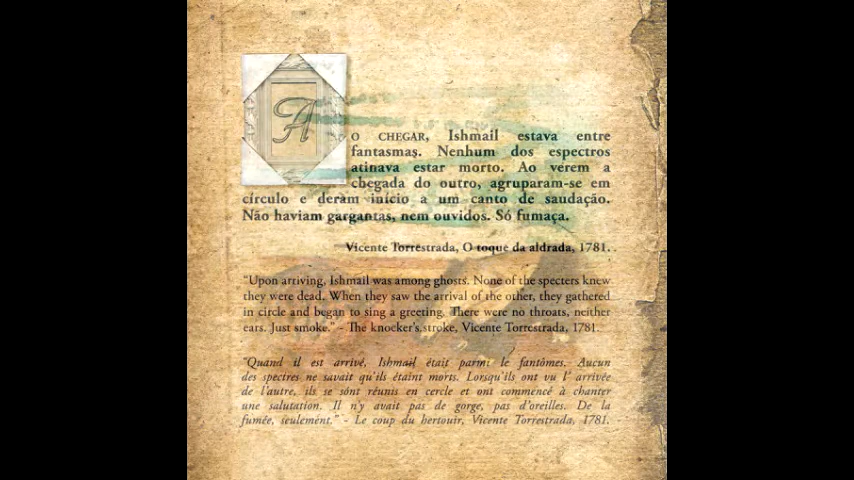 AO CHEGAR, Ishmail estava entre
fantasmas. Nenhum dos espectros
atinava estar morto. Ao verem a
chegada do outro, agruparam-se em
círculo e deram início a um canto de saudação.
Não haviam gargantas, nem ouvidos. Só fumaça.
Vicente Torrestrada, O toque da aldrada, 1781.
“Upon arriving, Ishmail was among ghosts. None of the specters knew
they were dead. When they saw the arrival of the other, they gathered
in circle and began to sing a greeting. There were no throats, neither
ears. Just smoke.” - The knocker's stroke, Vicente Torrestrada, 1781.
“Quand il est arrivé, Ishmail était parmi le fantômes. Aucun
des spectres ne savait qu'ils étaint morts. Lorsqu'ils ont vu l' arrivée
de l'autre, ils se sont réunis en cercle et ont commencé à chanter
une salutation. Il n'y avait pas de gorge, pas d'oreilles. De la
fumée, seulement.” - Le coup du hertouir, Vicente Torrestrada, 1781.